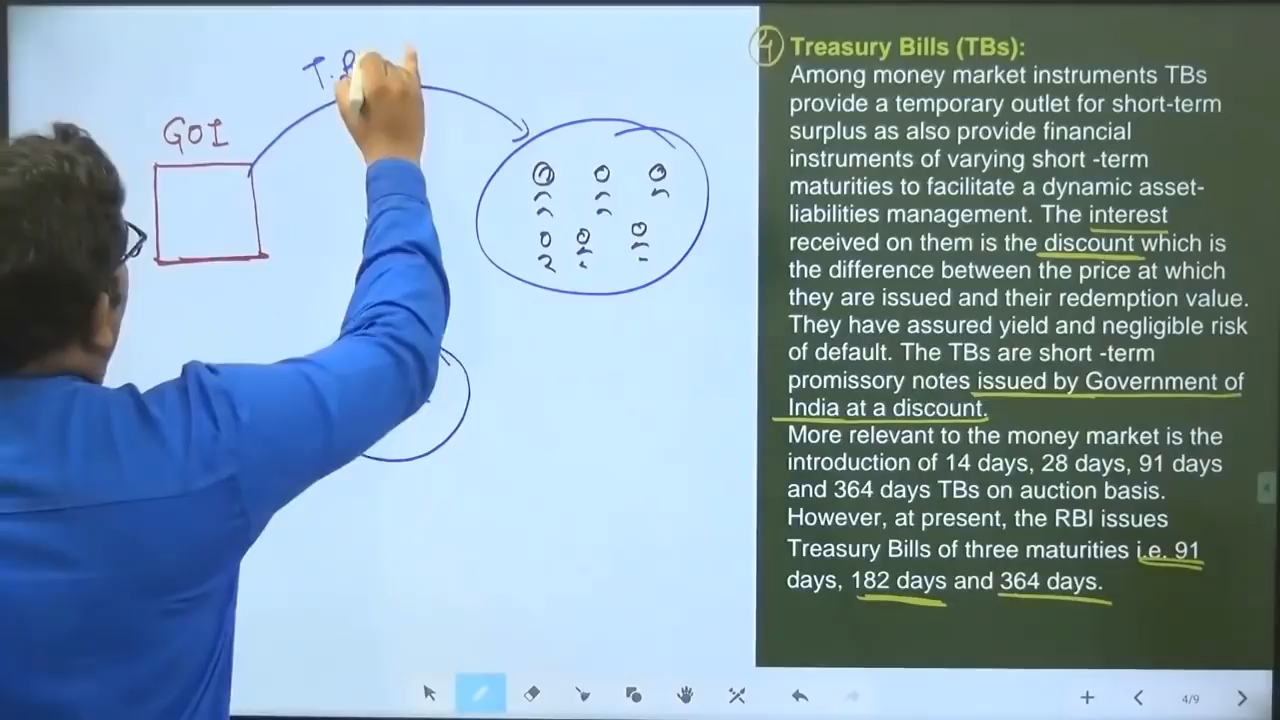 T.B
GOI
4 Treasury Bills (TBs):
Among money market instruments TBs
provide a temporary outlet for short-term
surplus as also provide financial
instruments of varying short -term
maturities to facilitate a dynamic asset-
liabilities management. The interest
received on them is the discount which is
the difference between the price at which
they are issued and their redemption value.
They have assured yield and negligible risk
of default. The TBs are short -term
promissory notes issued by Government of
India at a discount.
More relevant to the money market is the
introduction of 14 days, 28 days, 91 days
and 364 days TBs on auction basis.
However, at present, the RBI issues
Treasury Bills of three maturities i.e. 91
days, 182 days and 364 days.
4/9